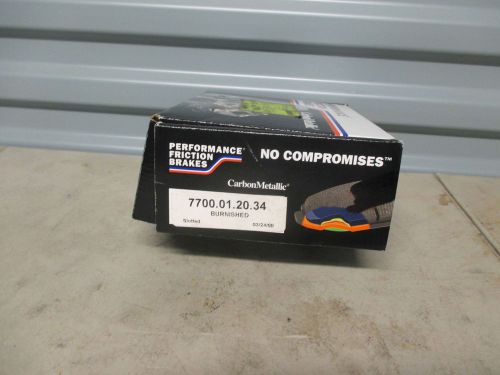 PERFORMANCE®
FRICTION
BRAKES
NO COMPROMISES™
CarbonMetallic®
7700.01.20.34
BURNISHED
Slotted